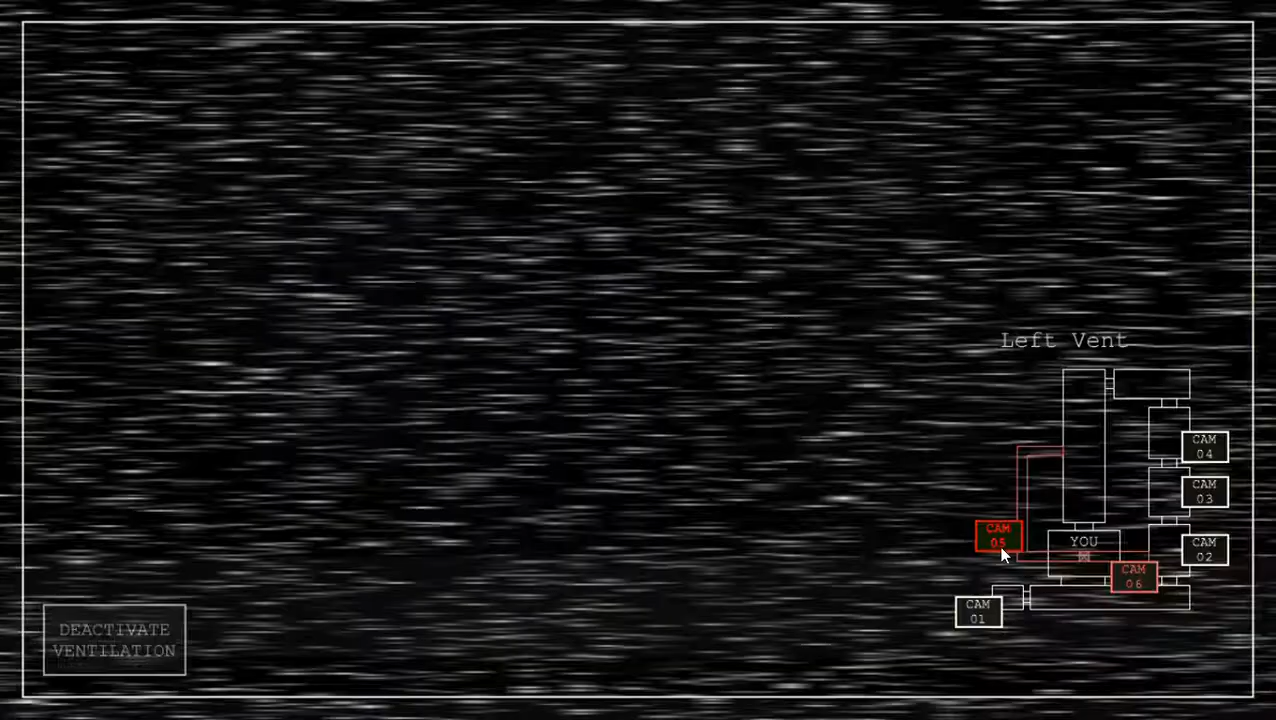 Left Vent
CAM
04
CAM
03
CAM
05
YOU
CAM
02
CAM
06
CAM
01
DEACTIVATE
VENTILATION